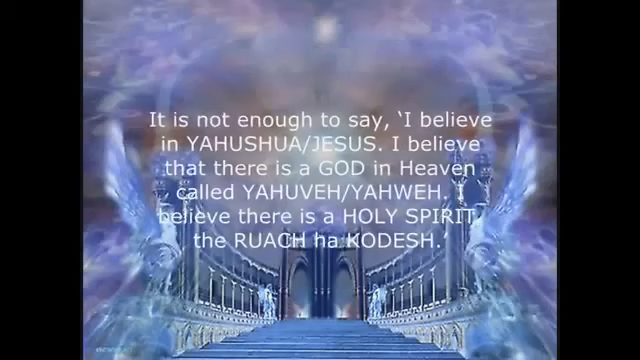 It is not enough to say, ‘I believe
in YAHUSHUA/JESUS. I believe
that there is a GOD in Heaven
called YAHUVEH/YAHWEH. I
believe there is a HOLY SPIRIT,
the RUACH ha KODESH.’